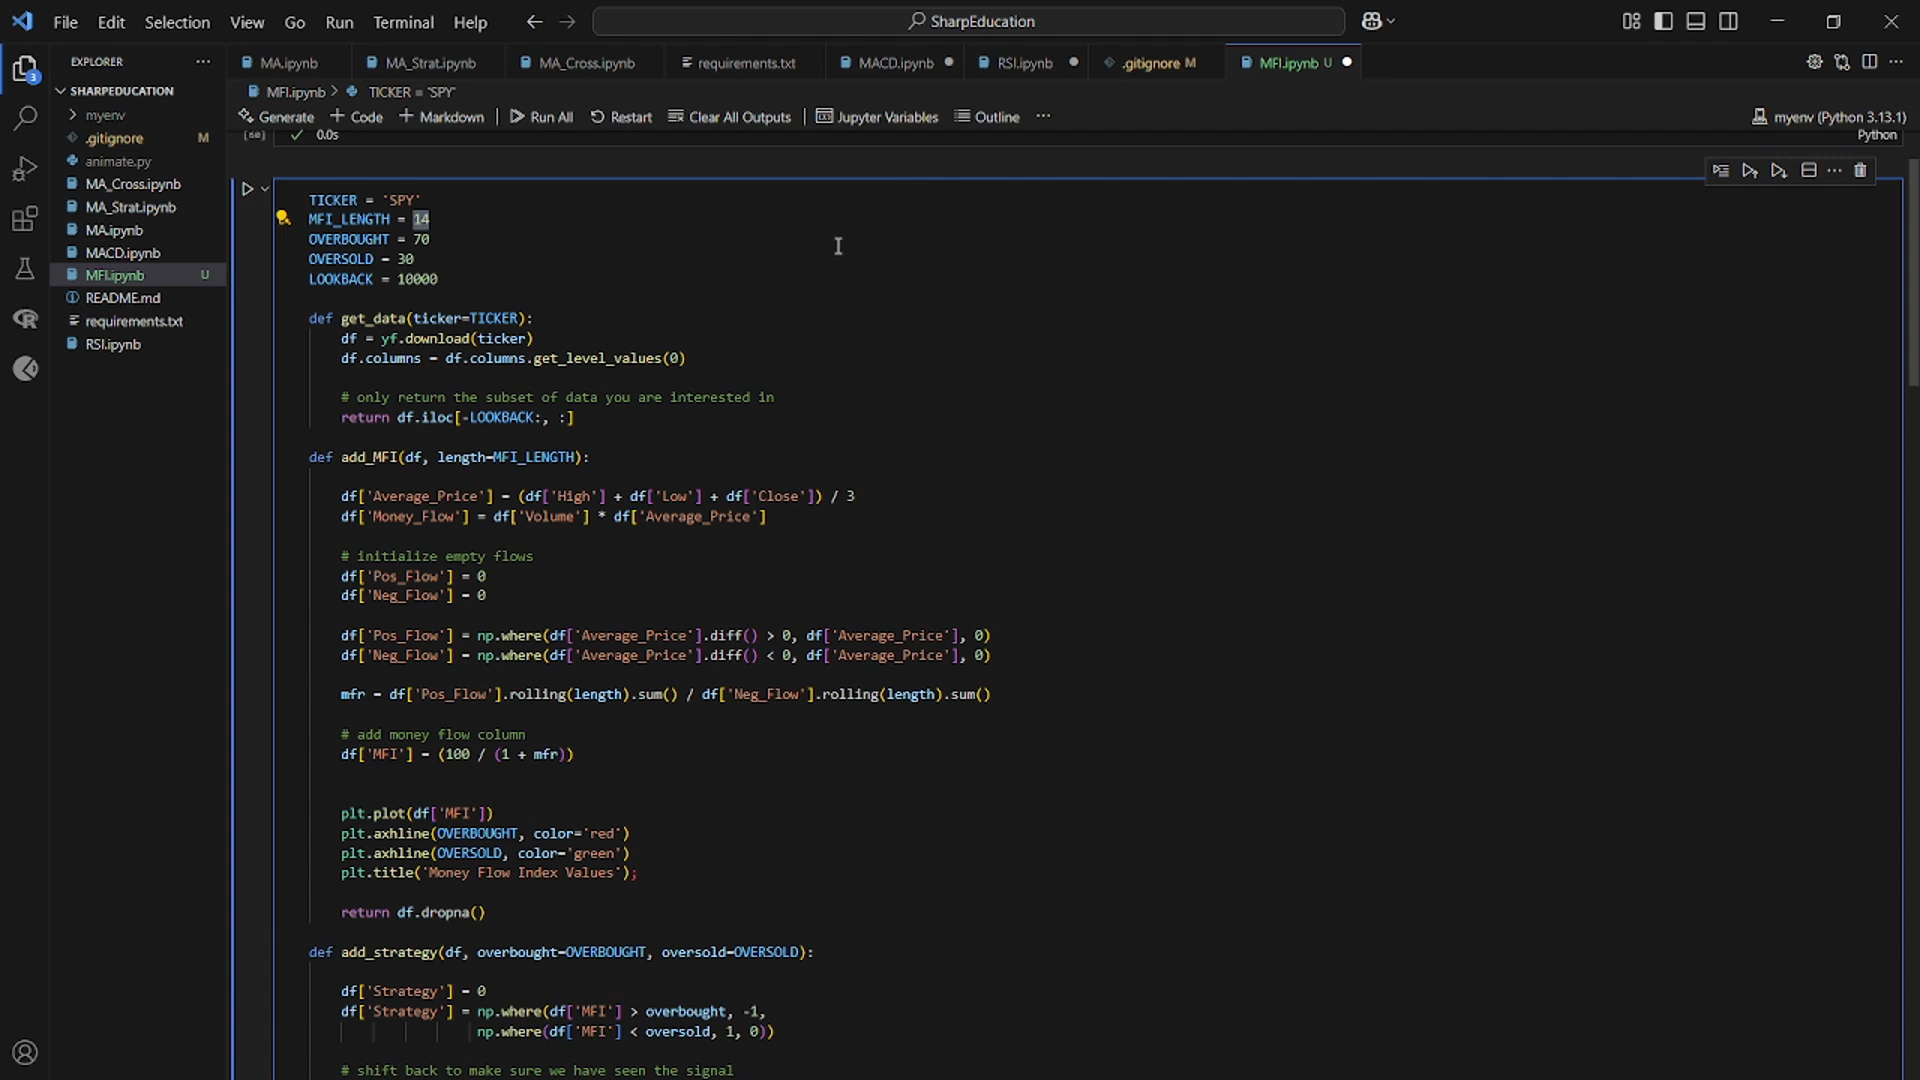 File Edit Selection View Go Run Terminal Help
SharpEducation
EXPLORER
MA.ipynb MA_Strat.ipynb MA_Cross.ipynb requirements.txt MACD.ipynb RSI.ipynb .gitignore M MFI.ipynb U
MFI.ipynb > TICKER = "SPY"
Generate + Code + Markdown Run All Restart Clear All Outputs Jupyter Variables Outline ... myenv (Python 3.13.1)
0.0s
Python
SHARPEDUCATION
myenv
.gitignore M
animate.py
MA_Cross.ipynb
MA_Strat.ipynb
MA.ipynb
MACD.ipynb
MFI.ipynb U
README.md
requirements.txt
RSI.ipynb
3
TICKER = 'SPY'
MFI_LENGTH = 14
OVERBOUGHT = 70
OVERSOLD = 30
LOOKBACK = 10000
def get_data(ticker=TICKER):
df = yf.download(ticker)
df.columns = df.columns.get_level_values(0)
# only return the subset of data you are interested in
return df.iloc[-LOOKBACK:, :]
def add_MFI(df, length=MFI_LENGTH):
df['Average_Price'] = (df['High'] + df['Low'] + df['Close']) / 3
df['Money_Flow'] = df['Volume'] * df['Average_Price']
# initialize empty flows
df['Pos_Flow'] = 0
df['Neg_Flow'] = 0
df['Pos_Flow'] = np.where(df['Average_Price'].diff() > 0, df['Average_Price'], 0)
df['Neg_Flow'] = np.where(df['Average_Price'].diff() < 0, df['Average_Price'], 0)
mfr = df['Pos_Flow'].rolling(length).sum() / df['Neg_Flow'].rolling(length).sum()
# add money flow column
df['MFI'] = (100 / (1 + mfr))
plt.plot(df['MFI'])
plt.axhline(OVERBOUGHT, color='red')
plt.axhline(OVERSOLD, color='green')
plt.title('Money Flow Index Values');
return df.dropna()
def add_strategy(df, overbought=OVERBOUGHT, oversold=OVERSOLD):
df['Strategy'] = 0
df['Strategy'] = np.where(df['MFI'] > overbought, -1,
np.where(df['MFI'] < oversold, 1, 0))
# shift back to make sure we have seen the signal